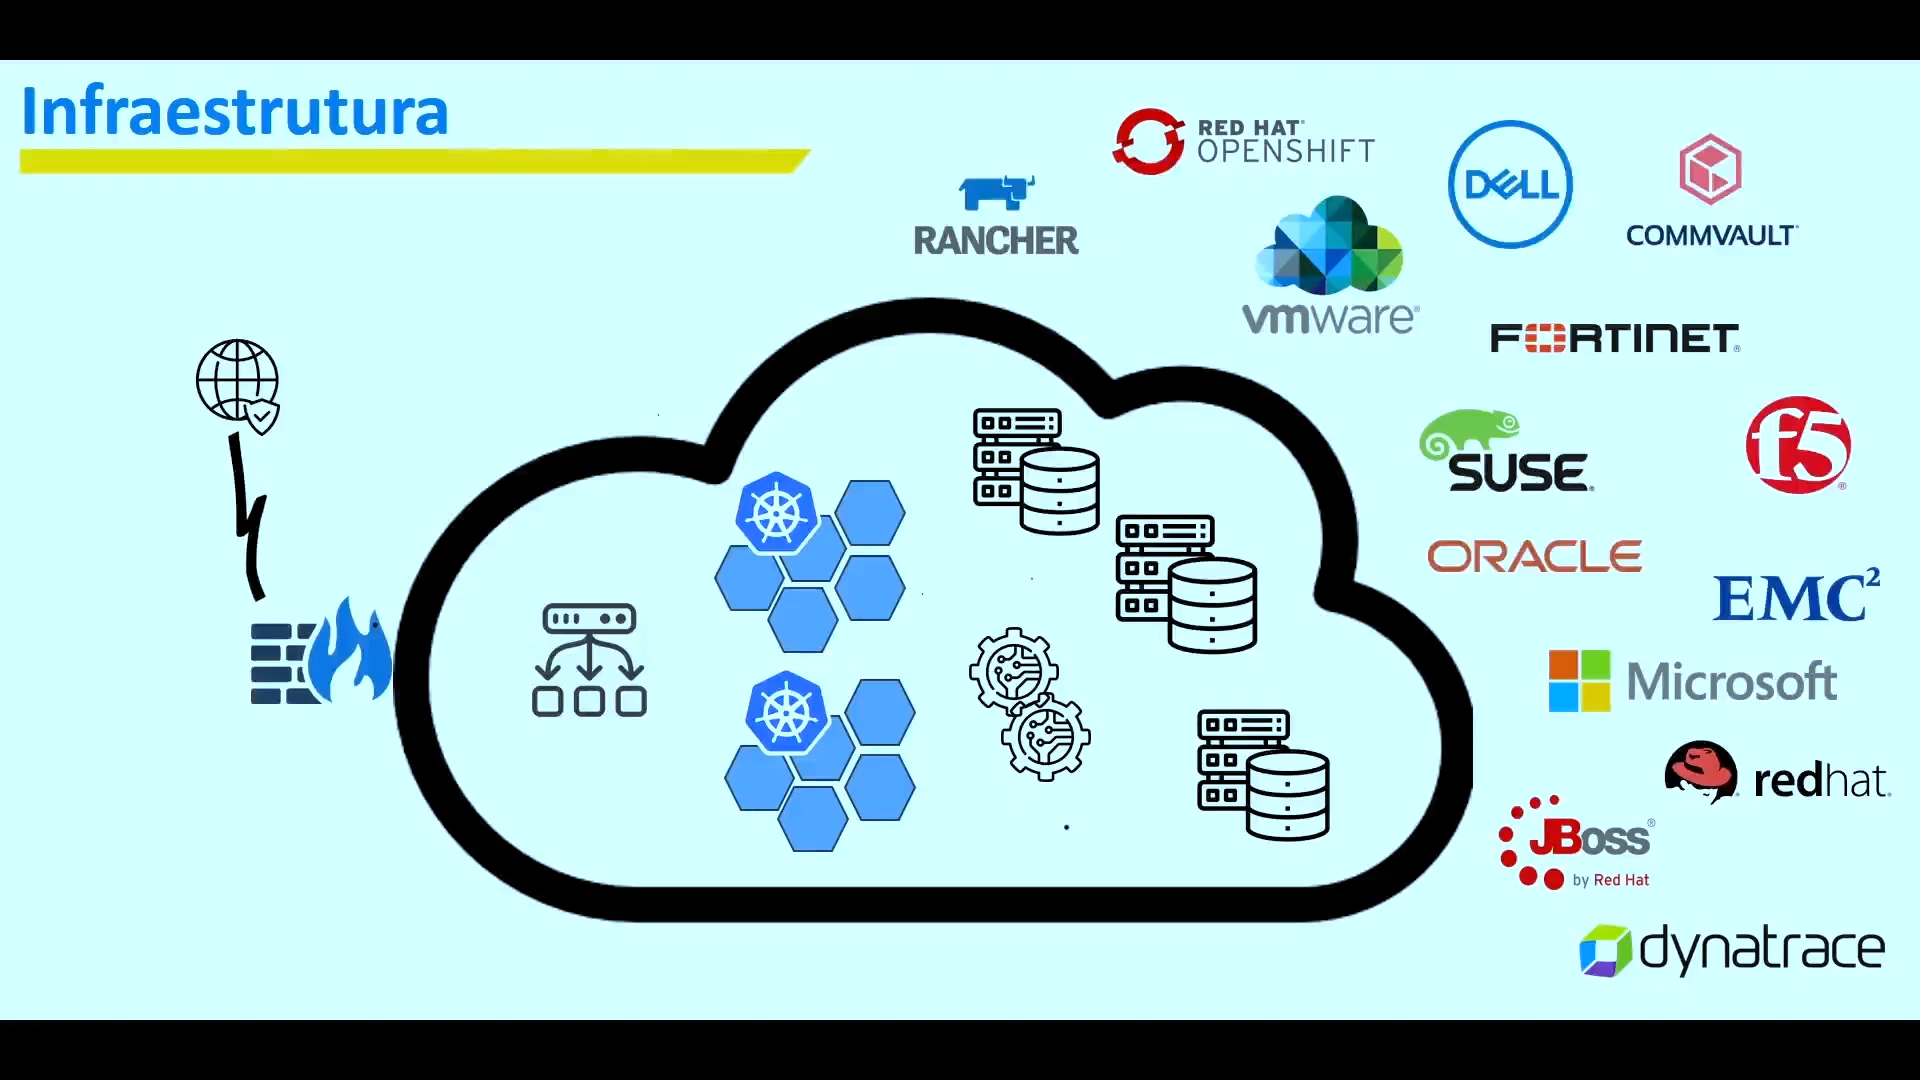 Infraestrutura
RED HAT®
OPENSHIFT
DELL
COMMVAULT
RANCHER
vmware®
FORTINET®
SUSE®
f5®
ORACLE
EMC²
Microsoft
redhat®
JBoss®
by Red Hat
dynatrace